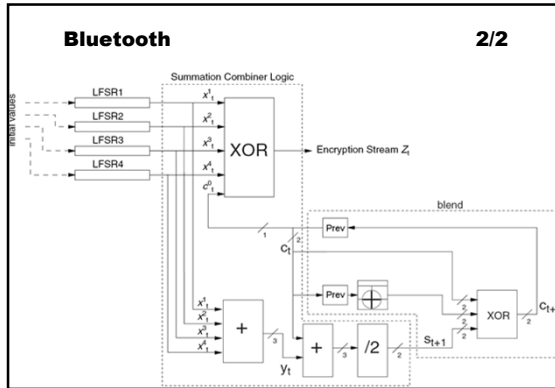 Bluetooth 2/2
Summation Combiner Logic
initial values
LFSR1
LFSR2
LFSR3
LFSR4
x¹ₜ
x²ₜ
x³ₜ
x⁴ₜ
c⁰ₜ
XOR
Encryption Stream Zₜ
blend
Prev
1
2
cₜ
Prev
+
2
2
2
XOR
2
cₜ₊
x¹ₜ
x²ₜ
x³ₜ
x⁴ₜ
+
3
yₜ
+
3
/2
2
sₜ₊₁